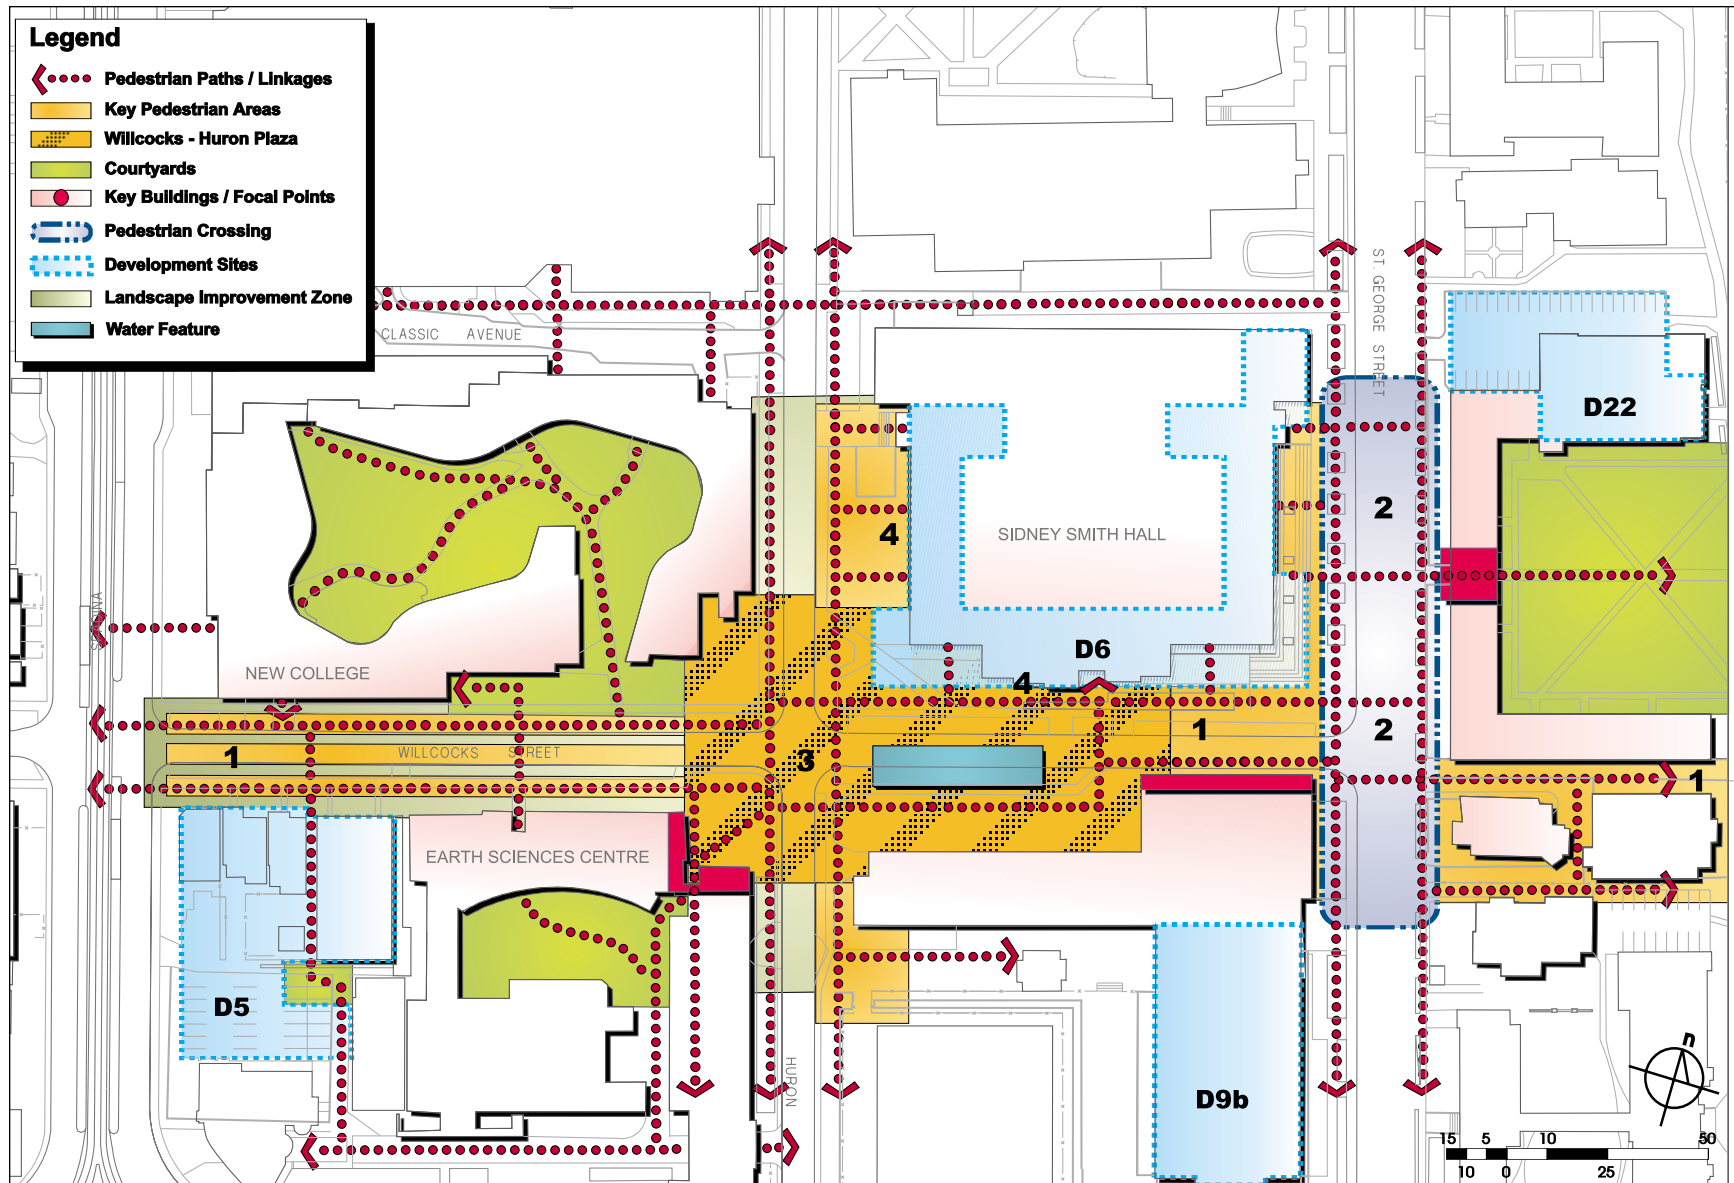 Legend
Pedestrian Paths / Linkages
Key Pedestrian Areas
Willcocks - Huron Plaza
Courtyards
Key Buildings / Focal Points
Pedestrian Crossing
Development Sites
Landscape Improvement Zone
Water Feature
CLASSIC AVENUE
ST. GEORGE STREET
D22
2
4
SIDNEY SMITH HALL
SPADINA
D6
NEW COLLEGE
4
1
2
1
WILLCOCKS STREET
3
1
EARTH SCIENCES CENTRE
D5
HURON
n
D9b
15 5 10 50
10 0 25